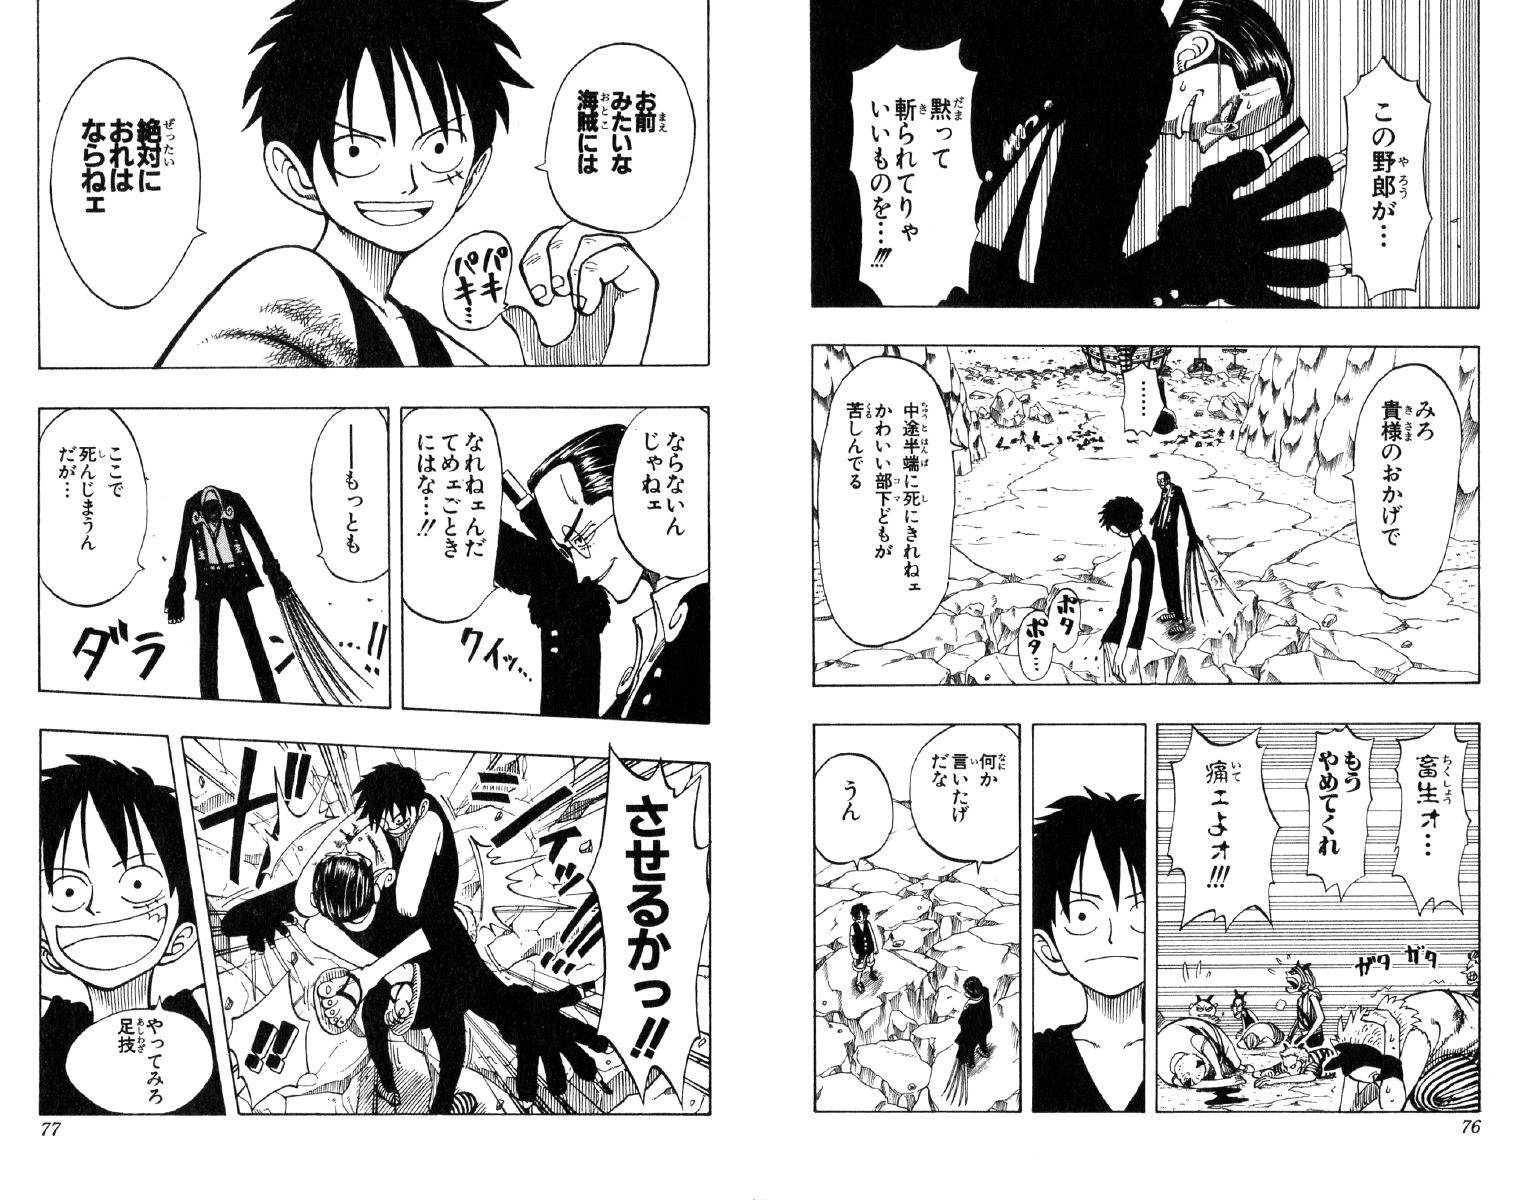 この野郎が…
黙って
斬られてりゃ
いいものを…!!!
みろ
貴様のおかげで
……
中途半端に死にきれねェ
かわいい部下どもが
苦しんでる
ポタ
ポタ…
畜生ォ…
もう
やめてくれ
痛ェよォ!!!
ガタ
ガタ
何か
言いたげ
だな
うん
76
お前
みたいな
海賊には
パキ
パキ…
絶対に
おれは
ならねェ
ならないん
じゃねェ
なれねェんだ
てめェごとき
にはな…!!
クイッ…
──もっとも
ここで
死んじまうん
だが…
ダラン…!!
させるかっ!!
!!!
!!
やってみろ
足技
77